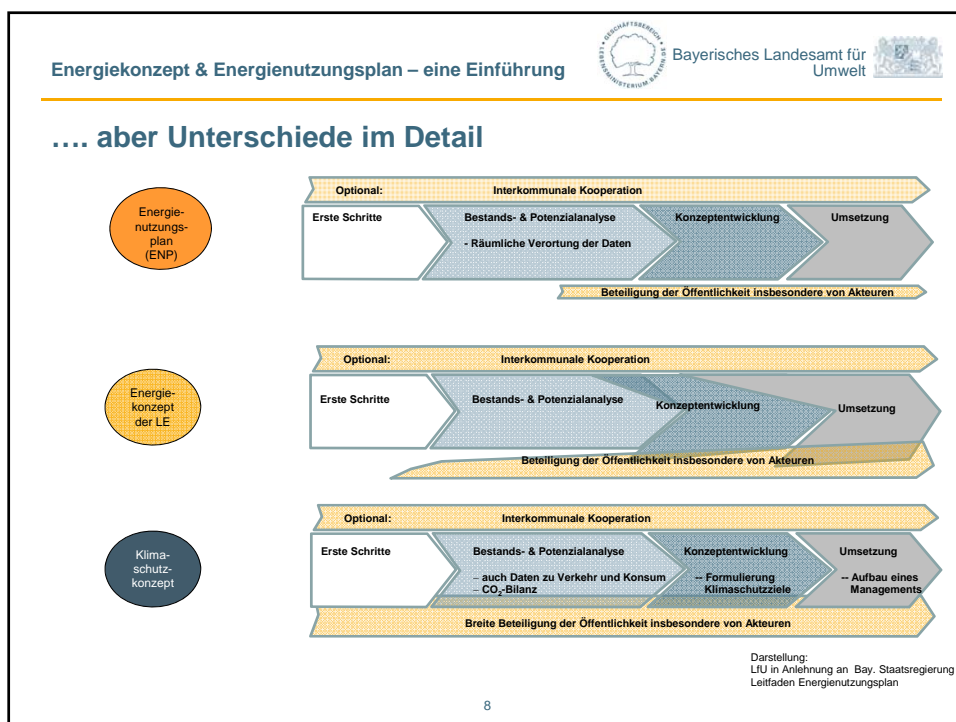 Energiekonzept & Energienutzungsplan – eine Einführung
GESCHÄFTSBEREICH
LEBENSMINISTERIUM BAYERN.DE
Bayerisches Landesamt für
Umwelt
…. aber Unterschiede im Detail
Energie-
nutzungs-
plan
(ENP)
Optional: Interkommunale Kooperation
Erste Schritte Bestands- & Potenzialanalyse Konzeptentwicklung Umsetzung
- Räumliche Verortung der Daten
Beteiligung der Öffentlichkeit insbesondere von Akteuren
Energie-
konzept
der LE
Optional: Interkommunale Kooperation
Erste Schritte Bestands- & Potenzialanalyse Konzeptentwicklung Umsetzung
Beteiligung der Öffentlichkeit insbesondere von Akteuren
Klima-
schutz-
konzept
Optional: Interkommunale Kooperation
Erste Schritte Bestands- & Potenzialanalyse Konzeptentwicklung Umsetzung
– auch Daten zu Verkehr und Konsum -- Formulierung -- Aufbau eines
– CO₂-Bilanz Klimaschutzziele Managements
Breite Beteiligung der Öffentlichkeit insbesondere von Akteuren
Darstellung:
LfU in Anlehnung an Bay. Staatsregierung
Leitfaden Energienutzungsplan
8